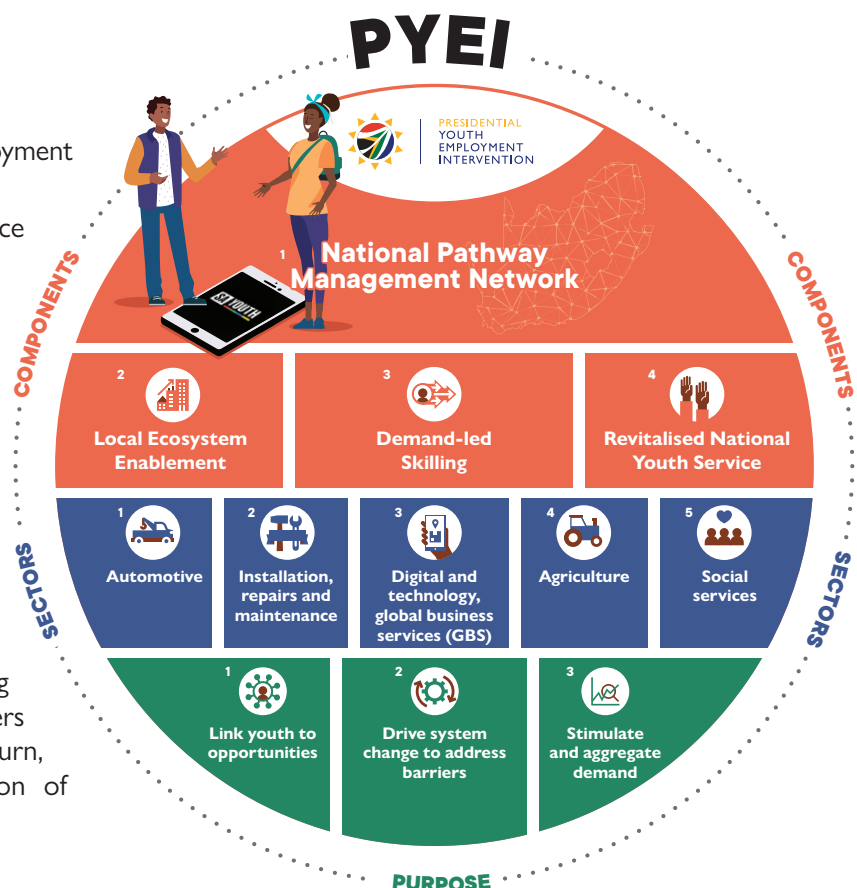 PYEI
PRESIDENTIAL
YOUTH
EMPLOYMENT
INTERVENTION
COMPONENTS
COMPONENTS
1
National Pathway
Management Network
SA YOUTH
2
Local Ecosystem
Enablement
3
Demand-led
Skilling
4
Revitalised National
Youth Service
SECTORS
SECTORS
1
Automotive
2
Installation,
repairs and
maintenance
3
Digital and
technology,
global business
services (GBS)
4
Agriculture
5
Social
services
1
Link youth to
opportunities
2
Drive system
change to address
barriers
3
Stimulate
and aggregate
demand
PURPOSE